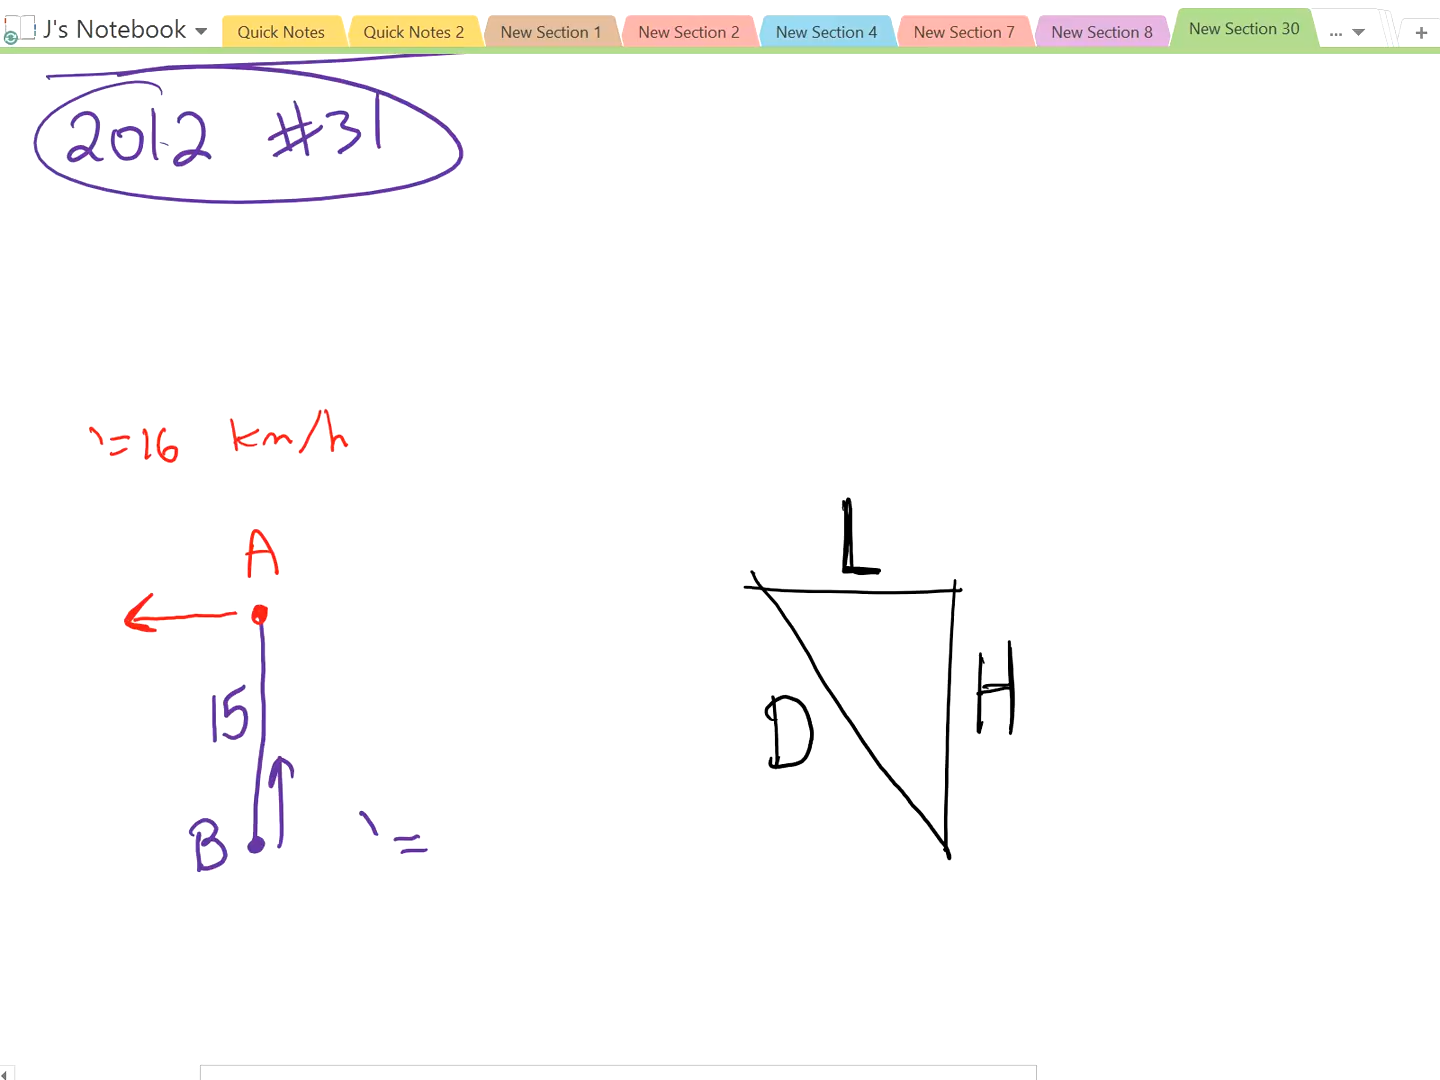 J's Notebook Quick Notes Quick Notes 2 New Section 1 New Section 2 New Section 4 New Section 7 New Section 8 New Section 30 ... +
2012 #31
`=16 km/h
A
15
B `=
L
D H